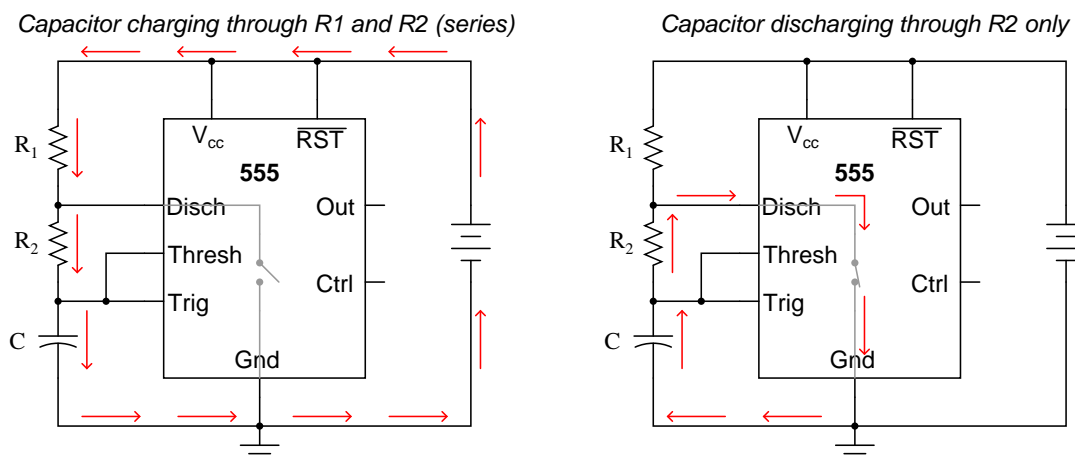 Capacitor charging through R1 and R2 (series)
R1
R2
C
Vcc
RST
555
Disch
Out
Thresh
Ctrl
Trig
Gnd
Capacitor discharging through R2 only
R1
R2
C
Vcc
RST
555
Disch
Out
Thresh
Ctrl
Trig
Gnd